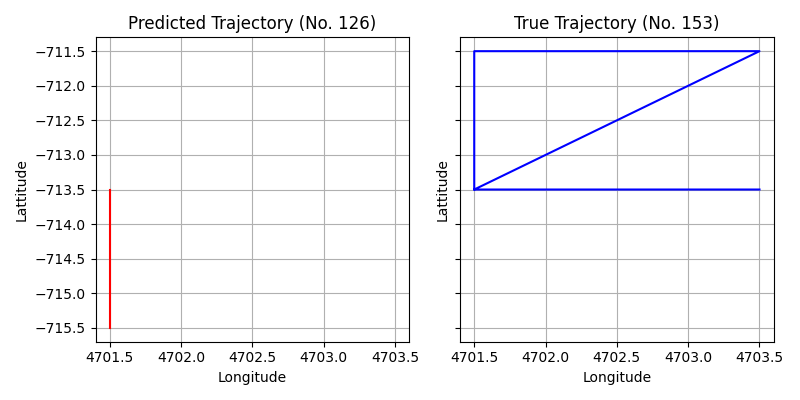 Predicted Trajectory (No. 126)
−711.5
−712.0
−712.5
−713.0
−713.5
−714.0
−714.5
−715.0
−715.5
Lattitude
4701.5 4702.0 4702.5 4703.0 4703.5
Longitude
True Trajectory (No. 153)
Lattitude
4701.5 4702.0 4702.5 4703.0 4703.5
Longitude